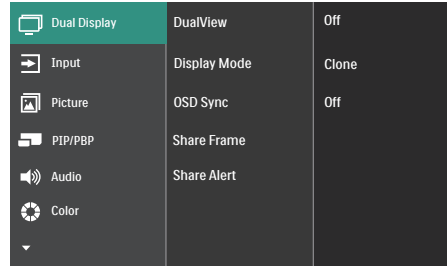 Dual Display DualView Off
Input Display Mode Clone
Picture OSD Sync Off
PIP/PBP Share Frame
Audio Share Alert
Color